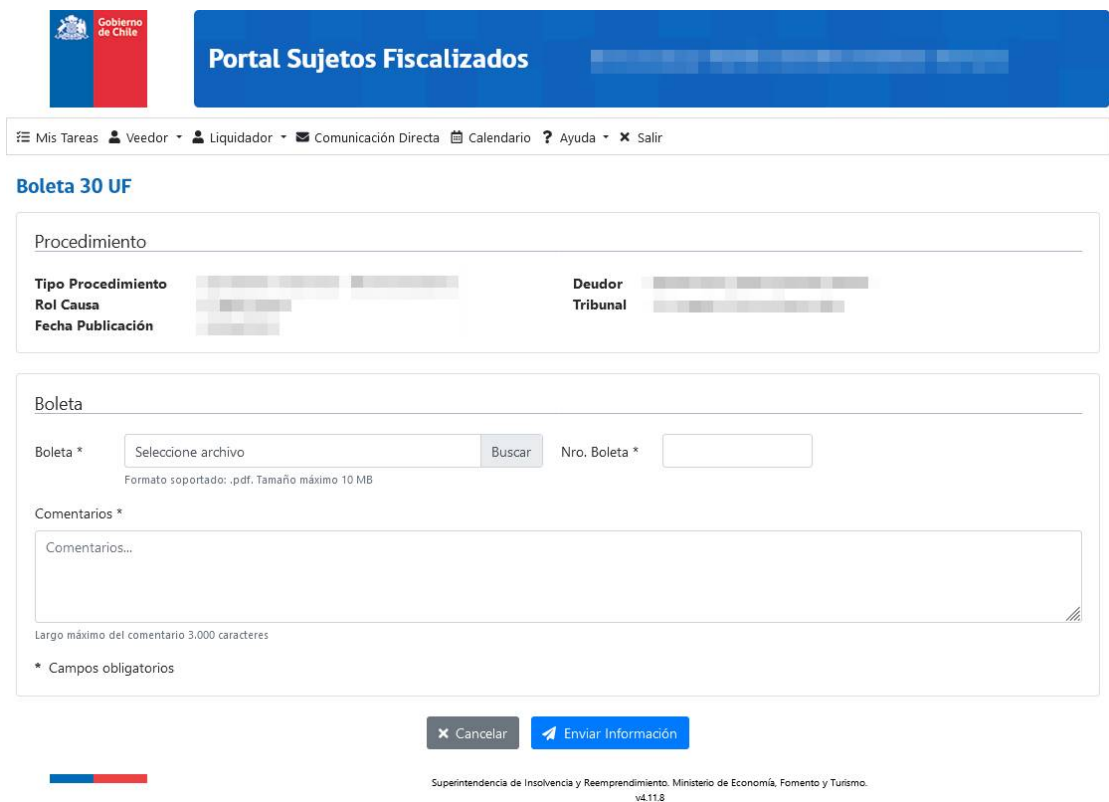 Gobierno
de Chile
Portal Sujetos Fiscalizados
Mis Tareas Veedor Liquidador Comunicación Directa Calendario ? Ayuda Salir
Boleta 30 UF
Procedimiento
Tipo Procedimiento Deudor
Rol Causa Tribunal
Fecha Publicación
Boleta
Boleta * Seleccione archivo Buscar Nro. Boleta *
Formato soportado: .pdf. Tamaño máximo 10 MB
Comentarios *
Comentarios...
Largo máximo del comentario 3.000 caracteres
* Campos obligatorios
Cancelar Enviar Información
Superintendencia de Insolvencia y Reemprendimiento. Ministerio de Economía, Fomento y Turismo.
v4.11.8